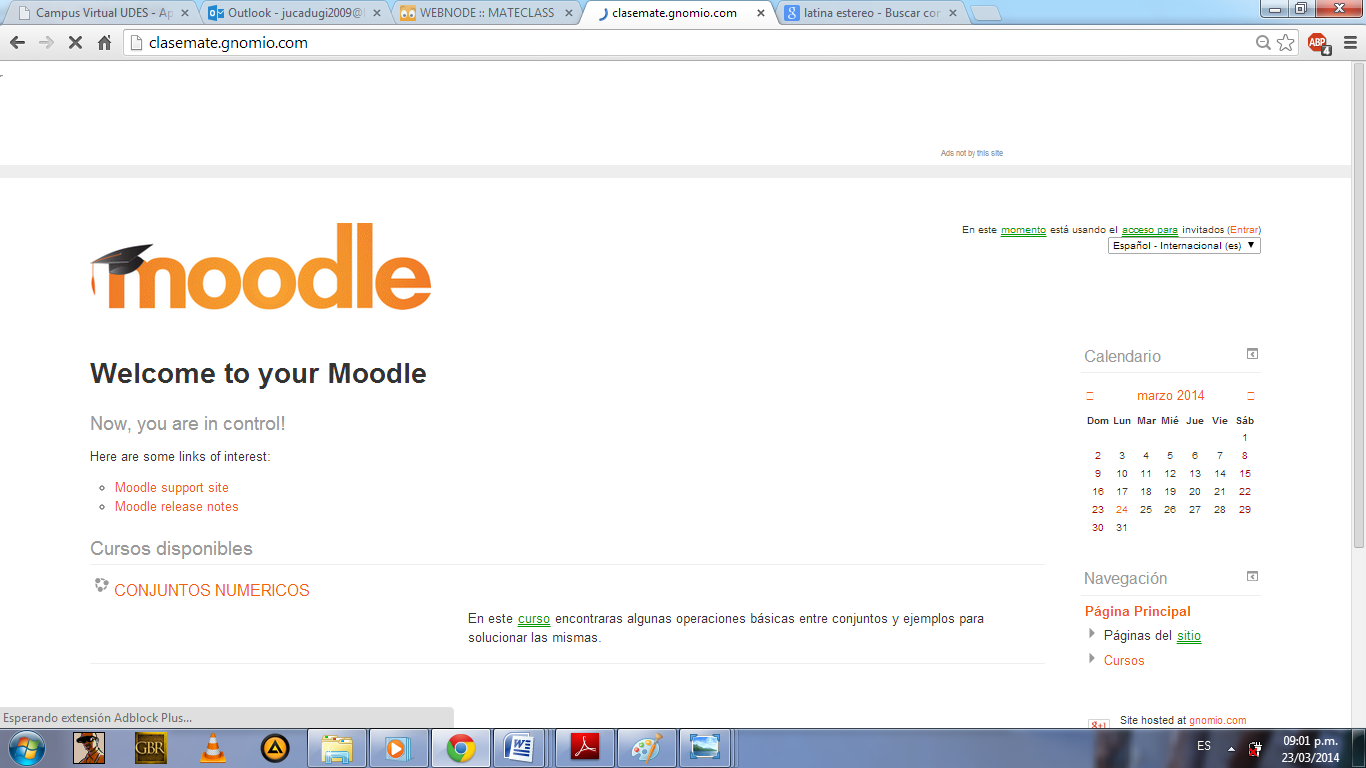 Campus Virtual UDES - Ap
Outlook - jucadugi2009@
WEBNODE :: MATECLASS
clasemate.gnomio.com
latina estereo - Buscar con
clasemate.gnomio.com
ABP
4
Ads not by this site
moodle
En este momento está usando el acceso para invitados (Entrar)
Español - Internacional (es)
Welcome to your Moodle
Now, you are in control!
Here are some links of interest:
Moodle support site
Moodle release notes
Cursos disponibles
CONJUNTOS NUMERICOS
En este curso encontraras algunas operaciones básicas entre conjuntos y ejemplos para
solucionar las mismas.
Calendario
marzo 2014
Dom Lun Mar Mié Jue Vie Sáb
1
2 3 4 5 6 7 8
9 10 11 12 13 14 15
16 17 18 19 20 21 22
23 24 25 26 27 28 29
30 31
Navegación
Página Principal
Páginas del sitio
Cursos
g+1
Site hosted at gnomio.com
Esperando extensión Adblock Plus...
GBR
ES
09:01 p.m.
23/03/2014